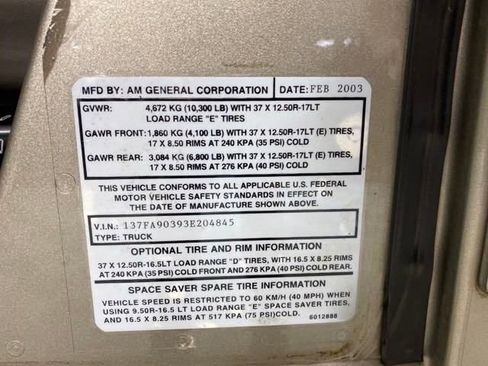 MFD BY: AM GENERAL CORPORATION DATE: FEB 2003
GVWR: 4,672 KG (10,300 LB) WITH 37 X 12.50R-17LT
LOAD RANGE "E" TIRES
GAWR FRONT: 1,860 KG (4,100 LB) WITH 37 X 12.50R-17LT (E) TIRES,
17 X 8.50 RIMS AT 240 KPA (35 PSI) COLD
GAWR REAR: 3,084 KG (6,800 LB) WITH 37 X 12.50R-17LT (E) TIRES,
17 X 8.50 RIMS AT 276 KPA (40 PSI) COLD
THIS VEHICLE CONFORMS TO ALL APPLICABLE U.S. FEDERAL
MOTOR VEHICLE SAFETY STANDARDS IN EFFECT ON THE
DATE OF MANUFACTURE SHOWN ABOVE.
V.I.N.: 137FA90393E204845
TYPE: TRUCK
OPTIONAL TIRE AND RIM INFORMATION
37 X 12.50R-16.5LT LOAD RANGE "D" TIRES, WITH 16.5 X 8.25 RIMS
AT 240 KPA (35 PSI) COLD FRONT AND 276 KPA (40 PSI) COLD REAR.
SPACE SAVER SPARE TIRE INFORMATION
VEHICLE SPEED IS RESTRICTED TO 60 KM/H (40 MPH) WHEN
USING 9.50R-16.5 LT LOAD RANGE "E" SPACE SAVER TIRES,
AND 16.5 X 8.25 RIMS AT 517 KPA (75 PSI)COLD. 6012888